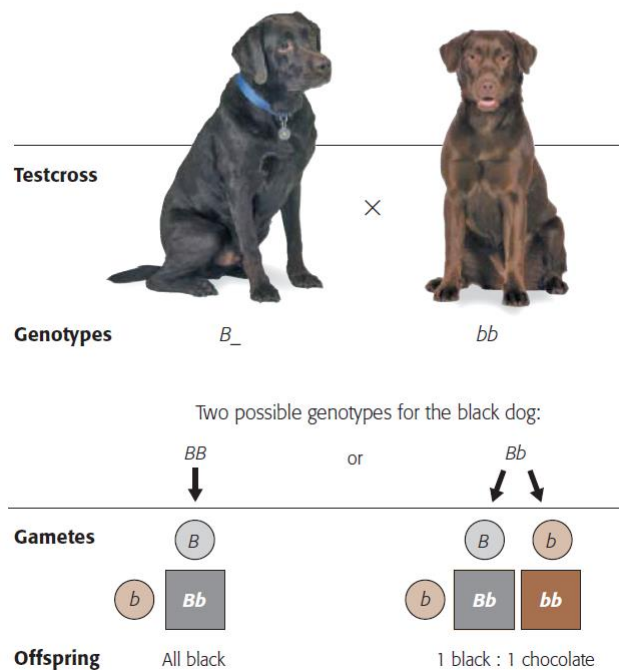 Testcross
×
Genotypes B_ bb
Two possible genotypes for the black dog:
BB or Bb
Gametes B B b
b Bb b Bb bb
Offspring All black 1 black : 1 chocolate